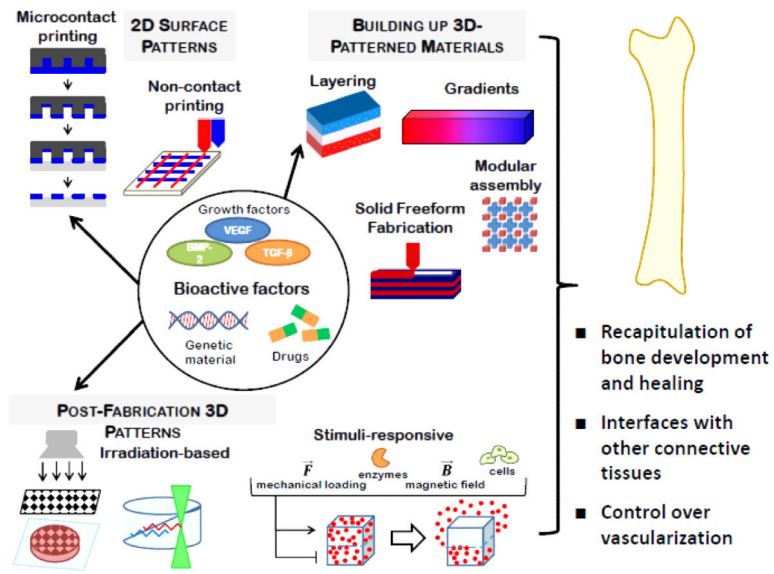 Microcontact
printing
2D SURFACE
PATTERNS
Non-contact
printing
BUILDING UP 3D-
PATTERNED MATERIALS
Layering
Gradients
Modular
assembly
Solid Freeform
Fabrication
Growth factors
VEGF
BMP-
2
TGF-β
Bioactive factors
Genetic
material
Drugs
POST-FABRICATION 3D
PATTERNS
Irradiation-based
Stimuli-responsive
F
mechanical loading
enzymes
B
magnetic field
cells
■ Recapitulation of
bone development
and healing
■ Interfaces with
other connective
tissues
■ Control over
vascularization